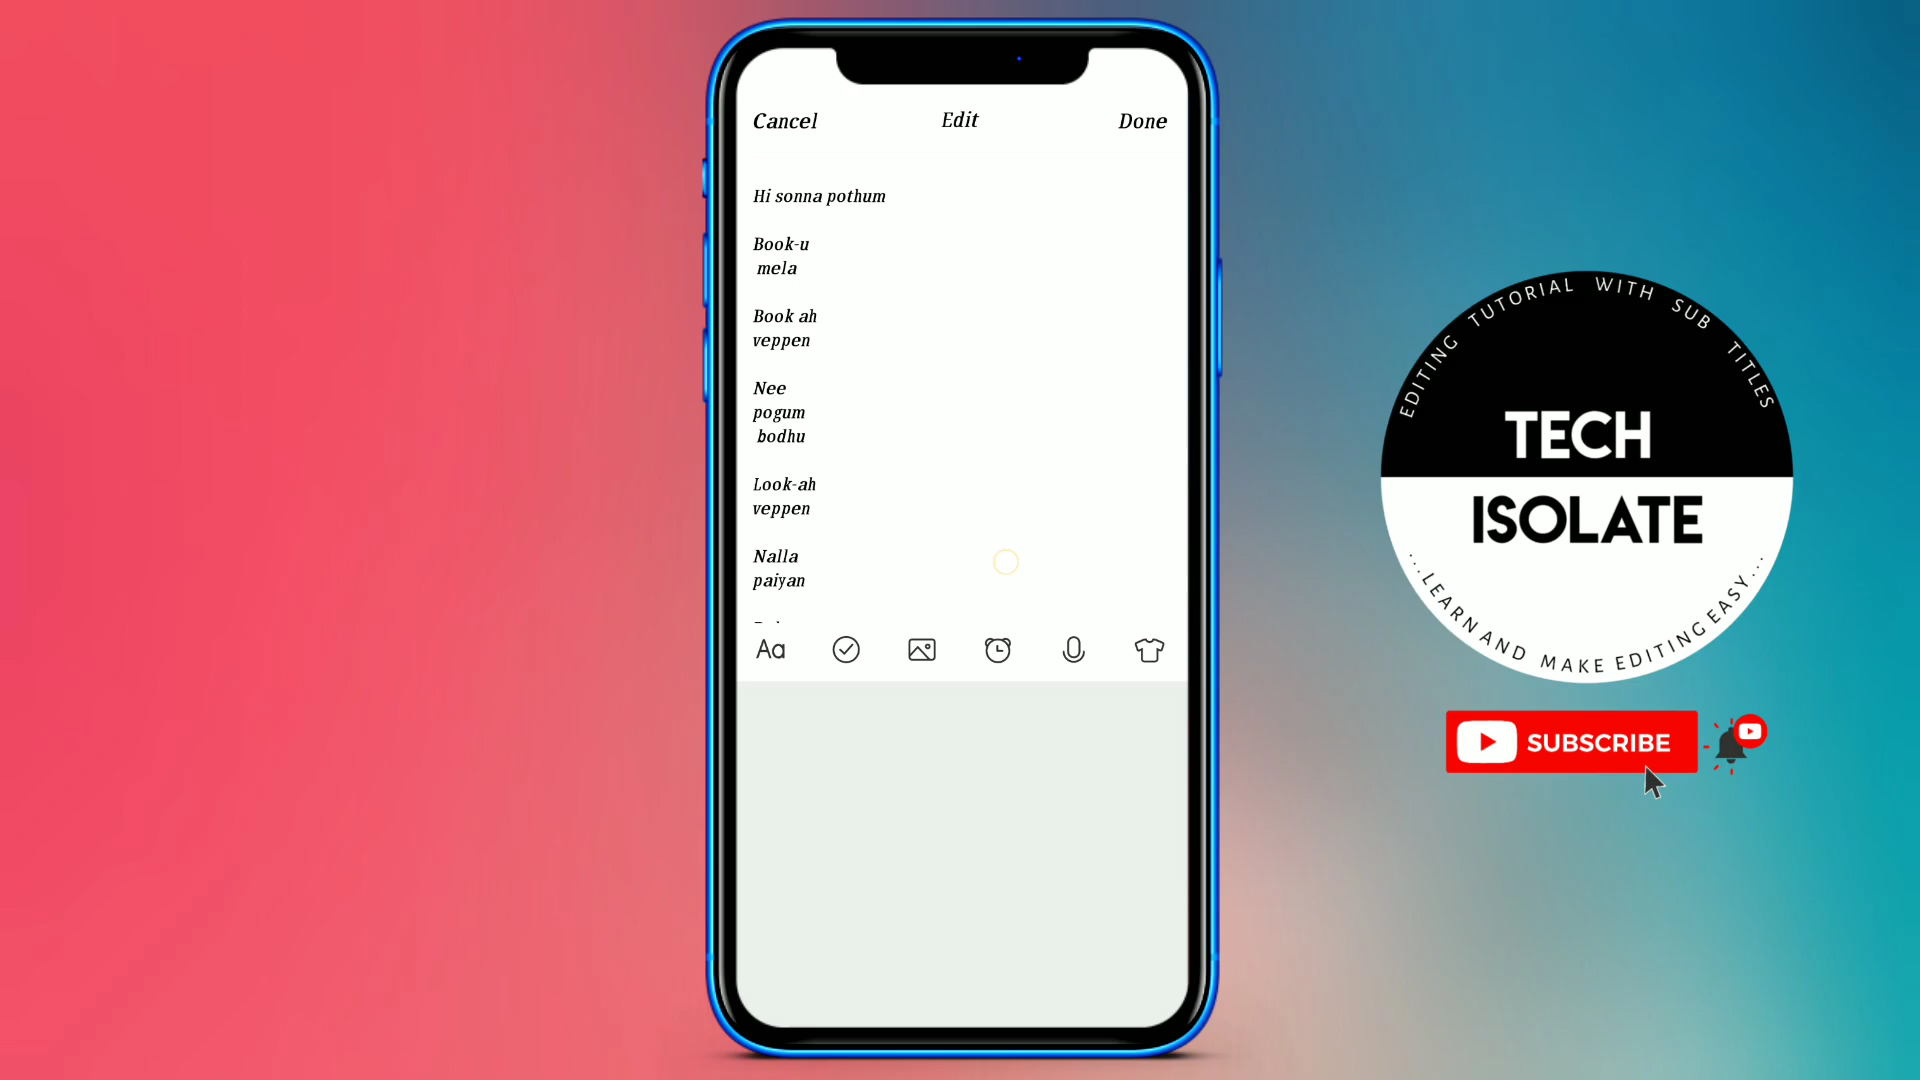 Cancel Edit Done
Hi sonna pothum
Book-u
mela
Book ah
veppen
Nee
pogum
bodhu
Look-ah
veppen
Nalla
paiyan
Aa
EDITING TUTORIAL WITH SUB TITLES
TECH
ISOLATE
...LEARN AND MAKE EDITING EASY...
SUBSCRIBE